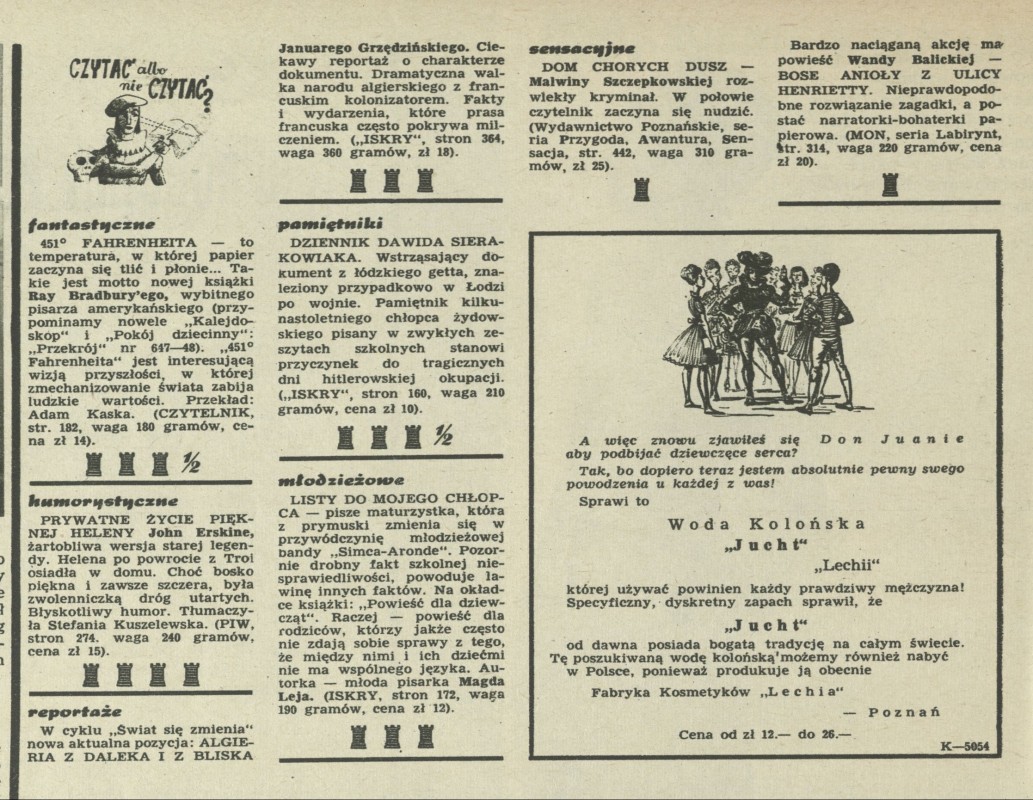 CZYTAĆ albo
nie CZYTAĆ?
fantastyczne
451° FAHRENHEITA — to
temperatura, w której papier
zaczyna się tlić i płonie... Ta-
kie jest motto nowej książki
Ray Bradbury'ego, wybitnego
pisarza amerykańskiego (przy-
pominamy nowele „Kalejdo-
skop“ i „Pokój dziecinny“:
„Przekrój“ nr 647—48). „451°
Fahrenheita“ jest interesującą
wizją przyszłości, w której
zmechanizowanie świata zabija
ludzkie wartości. Przekład:
Adam Kaska. (CZYTELNIK,
str. 182, waga 180 gramów, ce-
na zł 14).
½
humorystyczne
PRYWATNE ŻYCIE PIĘK-
NEJ HELENY John Erskine,
żartobliwa wersja starej legen-
dy. Helena po powrocie z Troi
osiadła w domu. Choć bosko
piękna i zawsze szczera, była
zwolenniczką dróg utartych.
Błyskotliwy humor. Tłumaczy-
ła Stefania Kuszelewska. (PIW,
stron 274. waga 240 gramów,
cena zł 15).
reportaże
W cyklu „Świat się zmienia“
nowa aktualna pozycja: ALGIE-
RIA Z DALEKA I Z BLISKA
Januarego Grzędzińskiego. Cie-
kawy reportaż o charakterze
dokumentu. Dramatyczna wal-
ka narodu algierskiego z fran-
cuskim kolonizatorem. Fakty
i wydarzenia, które prasa
francuska często pokrywa mil-
czeniem. („ISKRY“, stron 364,
waga 360 gramów, zł 18).
pamiętniki
DZIENNIK DAWIDA SIERA-
KOWIAKA. Wstrząsający do-
kument z łódzkiego getta, zna-
leziony przypadkowo w Łodzi
po wojnie. Pamiętnik kilku-
nastoletniego chłopca żydow-
skiego pisany w zwykłych ze-
szytach szkolnych stanowi
przyczynek do tragicznych
dni hitlerowskiej okupacji.
(„ISKRY“, stron 160, waga 210
gramów, cena zł 10).
½
młodzieżowe
LISTY DO MOJEGO CHŁOP-
CA — pisze maturzystka, która
z prymuski zmienia się w
przywódczynię młodzieżowej
bandy „Simca-Aronde“. Pozor-
nie drobny fakt szkolnej nie-
sprawiedliwości, powoduje la-
winę innych faktów. Na okład-
ce książki: „Powieść dla dziew-
cząt“. Raczej — powieść dla
rodziców, którzy jakże często
nie zdają sobie sprawy z tego,
że między nimi i ich dziećmi
nie ma wspólnego języka. Au-
torka — młoda pisarka Magda
Leja. (ISKRY, stron 172, waga
190 gramów, cena zł 12).
sensacyjne
DOM CHORYCH DUSZ —
Malwiny Szczepkowskiej roz-
wlekły kryminał. W połowie
czytelnik zaczyna się nudzić.
(Wydawnictwo Poznańskie, se-
ria Przygoda, Awantura, Sen-
sacja, str. 442, waga 310 gra-
mów, zł 25).
Bardzo naciąganą akcję ma
powieść Wandy Balickiej —
BOSE ANIOŁY Z ULICY
HENRIETTY. Nieprawdopodo-
bne rozwiązanie zagadki, a po-
stać narratorki-bohaterki pa-
pierowa. (MON, seria Labirynt,
str. 314, waga 220 gramów, cena
zł 20).
A więc znowu zjawiłeś się Don Juanie
aby podbijać dziewczęce serca?
Tak, bo dopiero teraz jestem absolutnie pewny swego
powodzenia u każdej z was!
Sprawi to
Woda Kolońska
„Jucht“
„Lechii“
której używać powinien każdy prawdziwy mężczyzna!
Specyficzny, dyskretny zapach sprawił, że
„Jucht“
od dawna posiada bogatą tradycję na całym świecie.
Tę poszukiwaną wodę kolońską możemy również nabyć
w Polsce, ponieważ produkuje ją obecnie
Fabryka Kosmetyków „Lechia“
— Poznań
Cena od zł 12.— do 26.—
K—5054